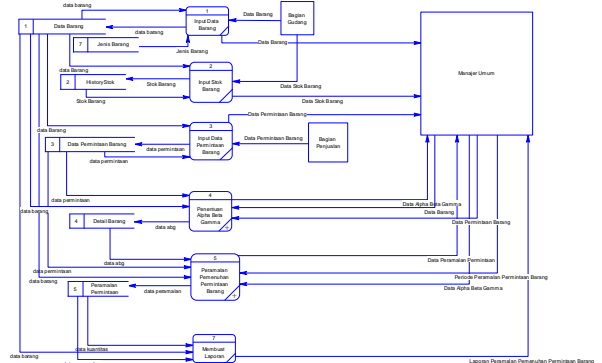 data barang
1
Input Data
Barang
Data Barang
Bagian
Gudang
1 Data Barang
data barang
7 Jenis Barang
Jenis Barang
Data Barang
Manajer Umum
data Barang
2
Input Stok
Barang
2 HistoryStok
Stok Barang
Stok Barang
Data Stok Barang
Data Stok Barang
Data Permintaan Barang
data Barang
3
Input Data
Permintaan
Barang
Data Permintaan Barang
Bagian
Penjualan
3 Data Permintaan Barang
data permintaan
data permintaan
data permintaan
4
Penentuan
Alpha Beta
Gamma
Data Alpha Beta Gamma
Data Barang
data barang
4 Detail Barang
data abg
Data Permintaan Barang
data abg
5
Peramalan
Pemenuhan
Permintaan
Barang
Data Peramalan Permintaan
data permintaan
Periode Peramalan Permintaan Barang
data barang
5 Peramalan
Permintaan
data peramalan
Data Alpha Beta Gamma
7
Membuat
Laporan
data kuantitas
data barang
Laporan Peramalan Pemenuhan Permintaan Barang